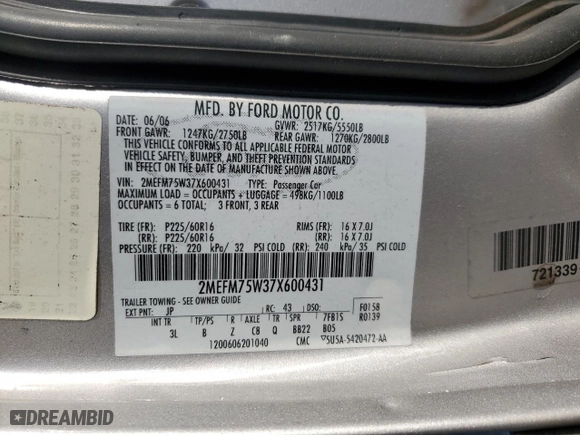 MFD. BY FORD MOTOR CO.
DATE: 06/06 GVWR: 2517KG/5550LB
FRONT GAWR: 1247KG/2750LB REAR GAWR: 1270KG/2800LB
THIS VEHICLE CONFORMS TO ALL APPLICABLE FEDERAL MOTOR
VEHICLE SAFETY, BUMPER, AND THEFT PREVENTION STANDARDS
IN EFFECT ON THE DATE OF MANUFACTURE SHOWN ABOVE.
VIN: 2MEFM75W37X600431 TYPE: Passenger Car
MAXIMUM LOAD = OCCUPANTS + LUGGAGE = 498KG/1100LB
OCCUPANTS = 6 TOTAL; 3 FRONT, 3 REAR
TIRE (FR): P225/60R16 RIMS (FR): 16 X 7.0J
(RR): P225/60R16 (RR): 16 X 7.0J
PRESSURE (FR): 220 kPa/ 32 PSI COLD (RR): 240 kPa/ 35 PSI COLD
721339
2MEFM75W37X600431
TRAILER TOWING - SEE OWNER GUIDE
EXT PNT: JP RC: 43 DSO: F0158
INT TR TP/PS R AXLE TR SPR 7FB1S R0139
3L B Z CB Q BB22 B05
1200606201040 CMC 5U5A-5420472-AA
DREAMBID